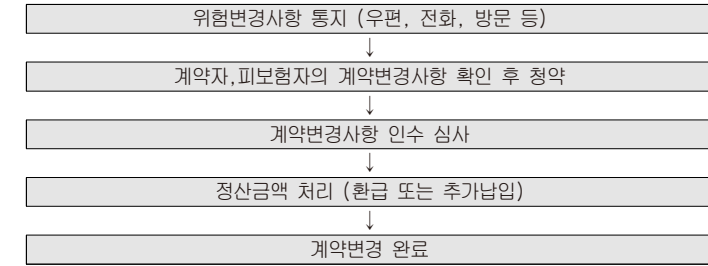 위험변경사항 통지 (우편, 전화, 방문 등)
↓
계약자,피보험자의 계약변경사항 확인 후 청약
↓
계약변경사항 인수 심사
↓
정산금액 처리 (환급 또는 추가납입)
↓
계약변경 완료